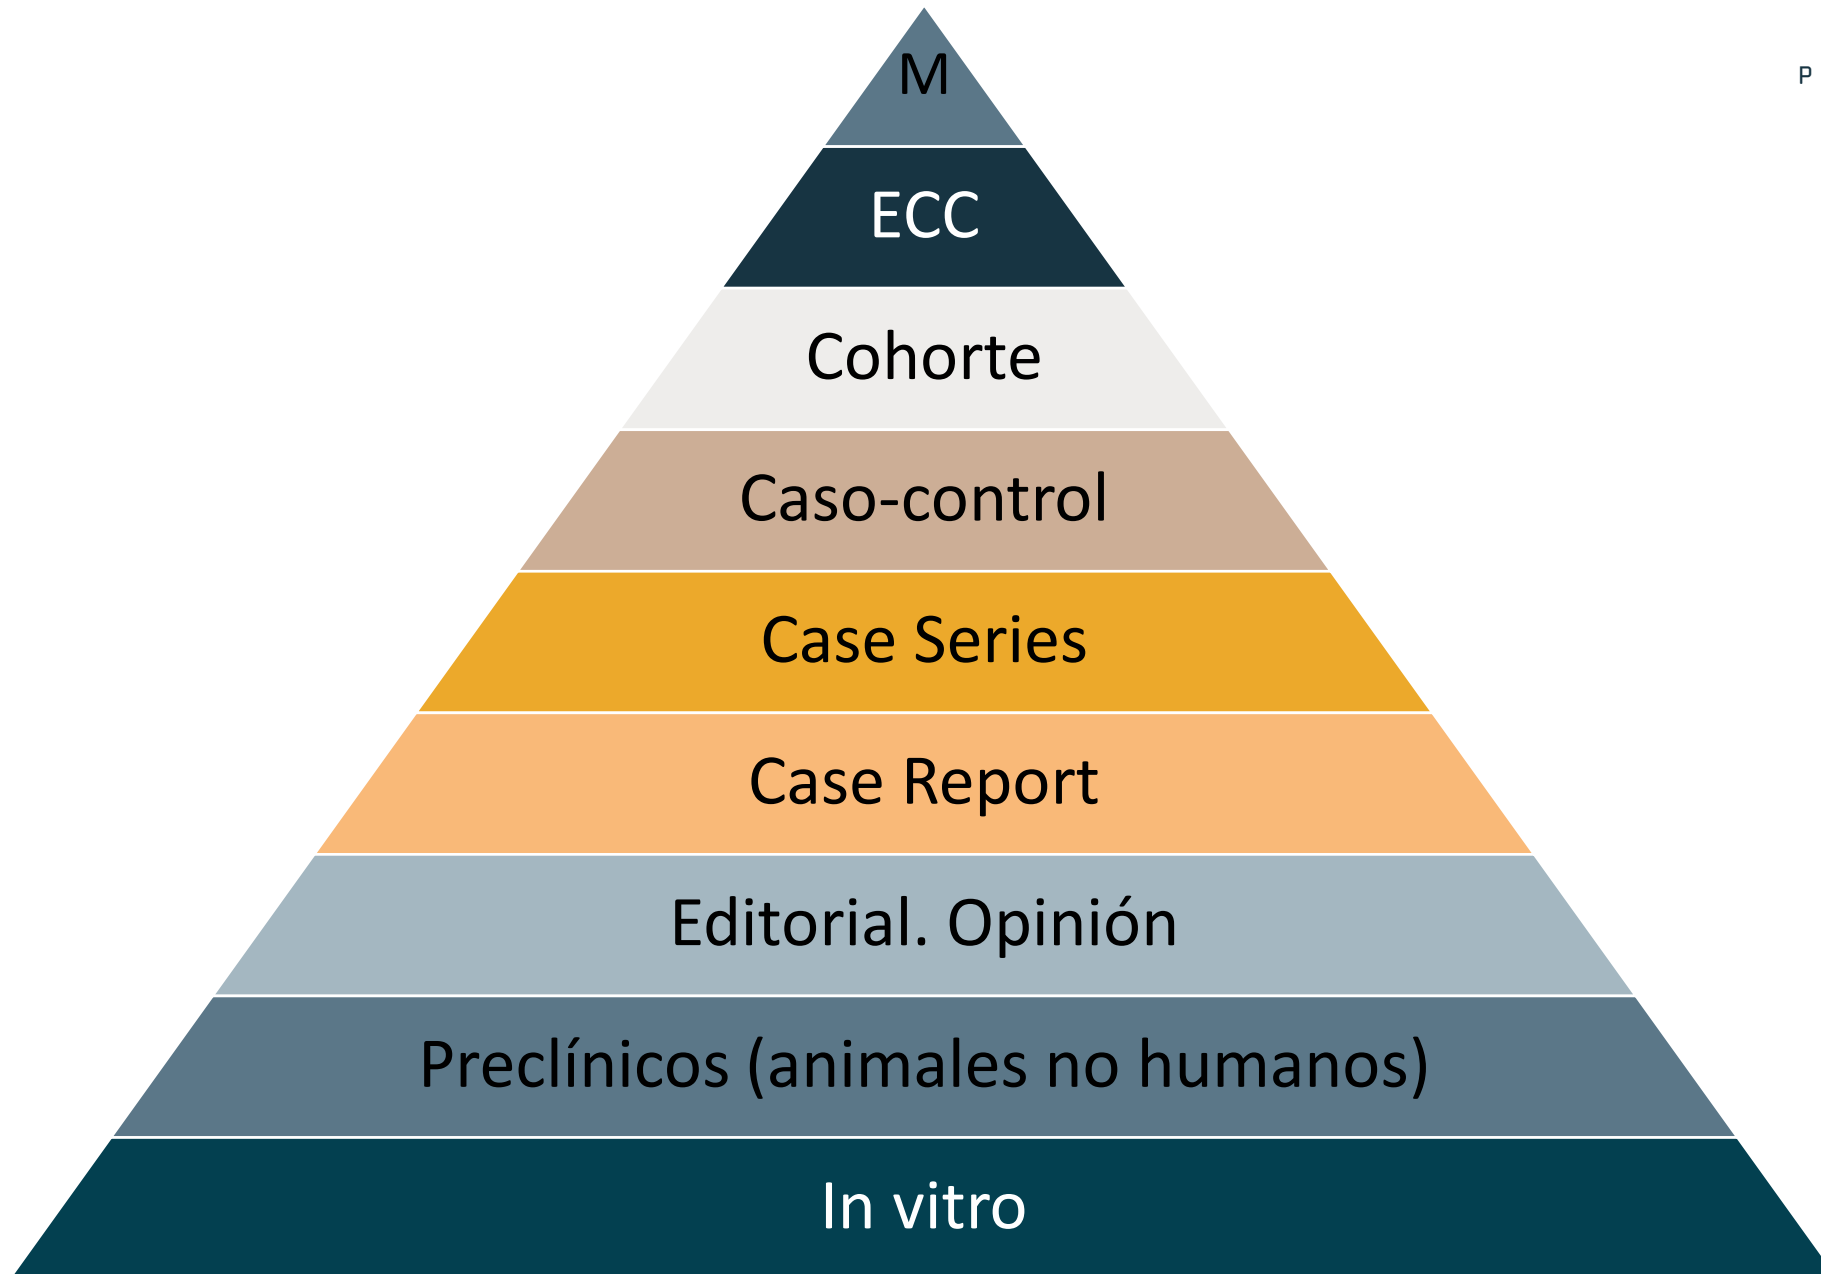 M
P
ECC
Cohorte
Caso-control
Case Series
Case Report
Editorial. Opinión
Preclínicos (animales no humanos)
In vitro